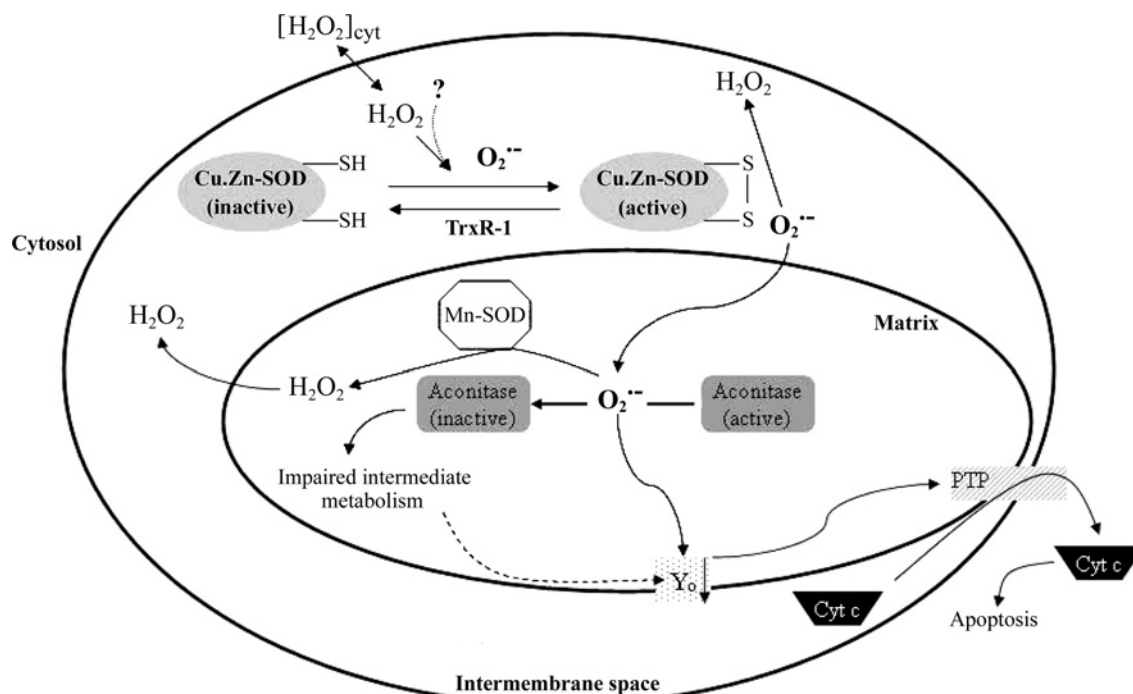 [H₂O₂]cyt
H₂O₂
?
H₂O₂
O₂•−
Cu.Zn-SOD
(inactive)
SH
SH
TrxR-1
Cu.Zn-SOD
(active)
S
S
O₂•−
Cytosol
H₂O₂
Mn-SOD
Matrix
H₂O₂
Aconitase
(inactive)
O₂•−
Aconitase
(active)
Impaired intermediate
metabolism
PTP
Yo
Cyt c
Cyt c
Apoptosis
Intermembrane space